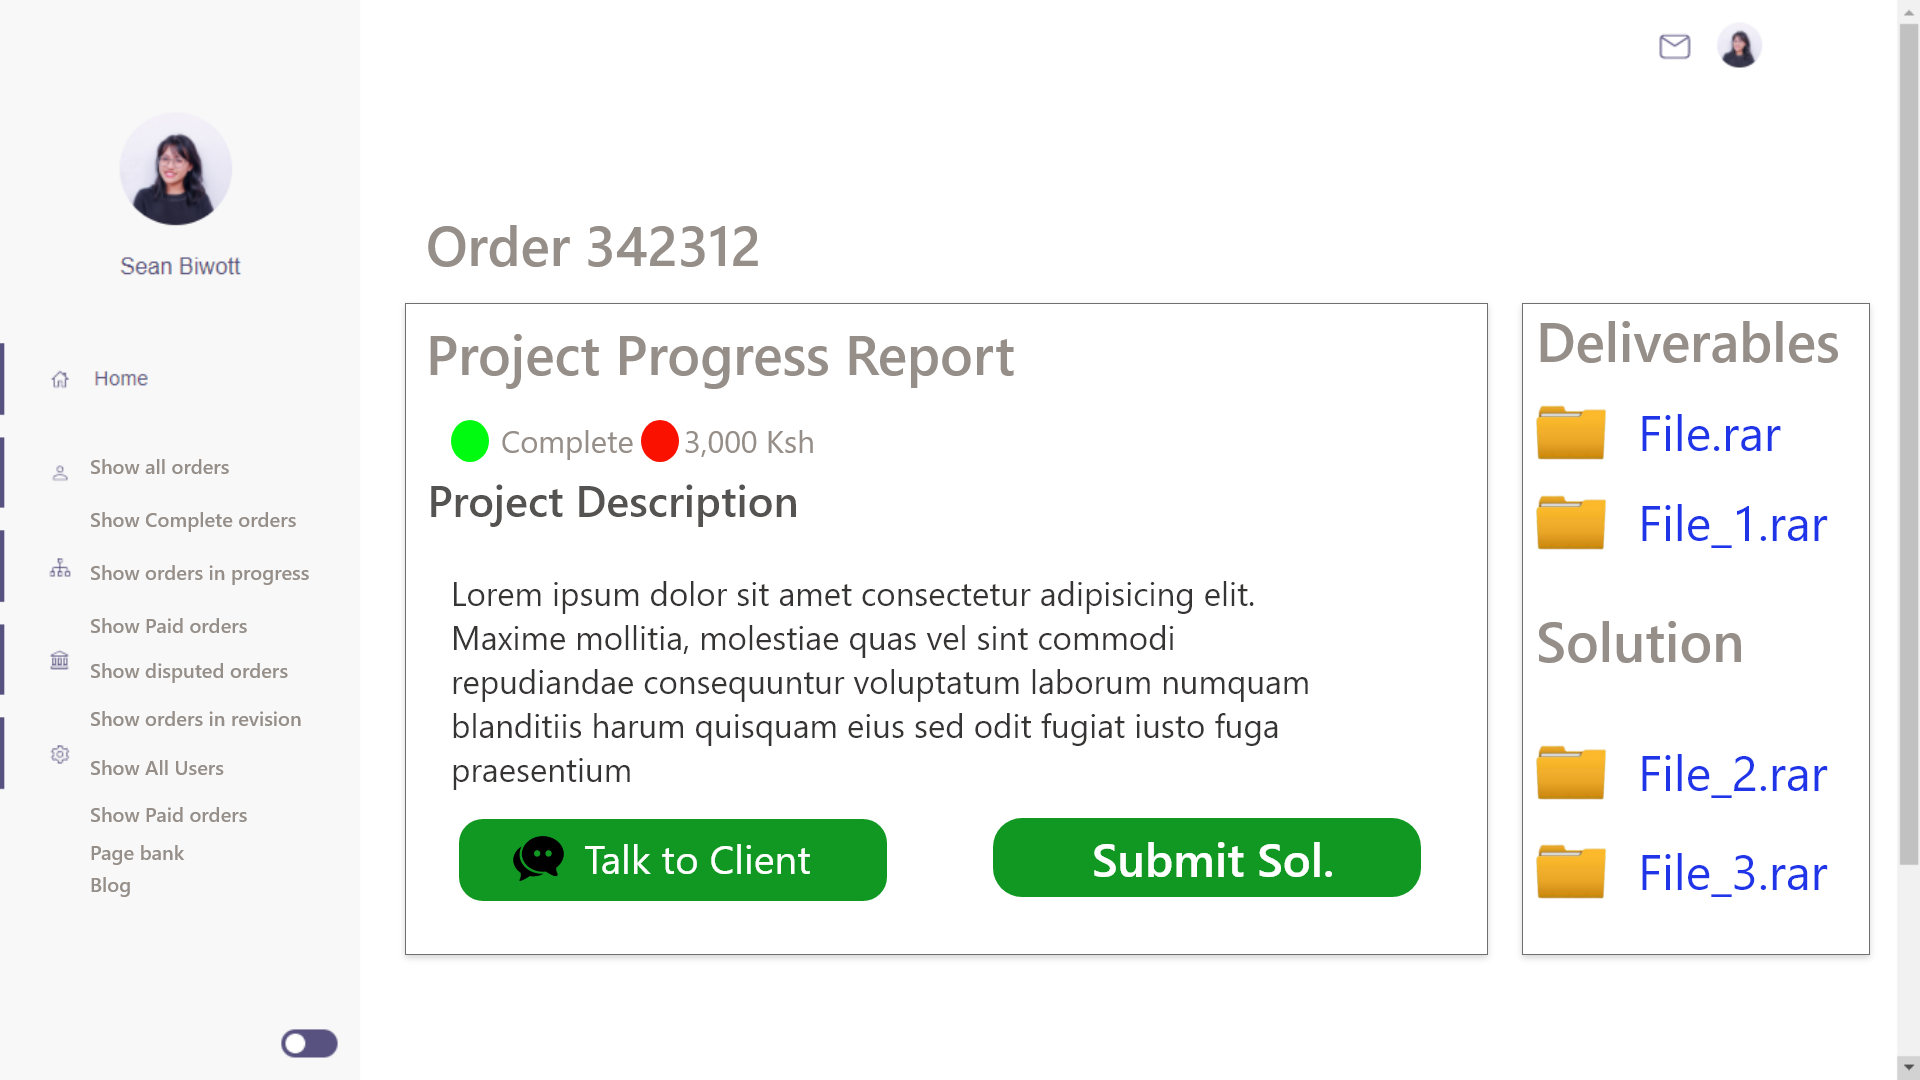 Sean Biwott
Home
Show all orders
Show Complete orders
Show orders in progress
Show Paid orders
Show disputed orders
Show orders in revision
Show All Users
Show Paid orders
Page bank
Blog
Order 342312
Project Progress Report
Complete
3,000 Ksh
Project Description
Lorem ipsum dolor sit amet consectetur adipisicing elit.
Maxime mollitia, molestiae quas vel sint commodi
repudiandae consequuntur voluptatum laborum numquam
blanditiis harum quisquam eius sed odit fugiat iusto fuga
praesentium
Talk to Client
Submit Sol.
Deliverables
File.rar
File_1.rar
Solution
File_2.rar
File_3.rar